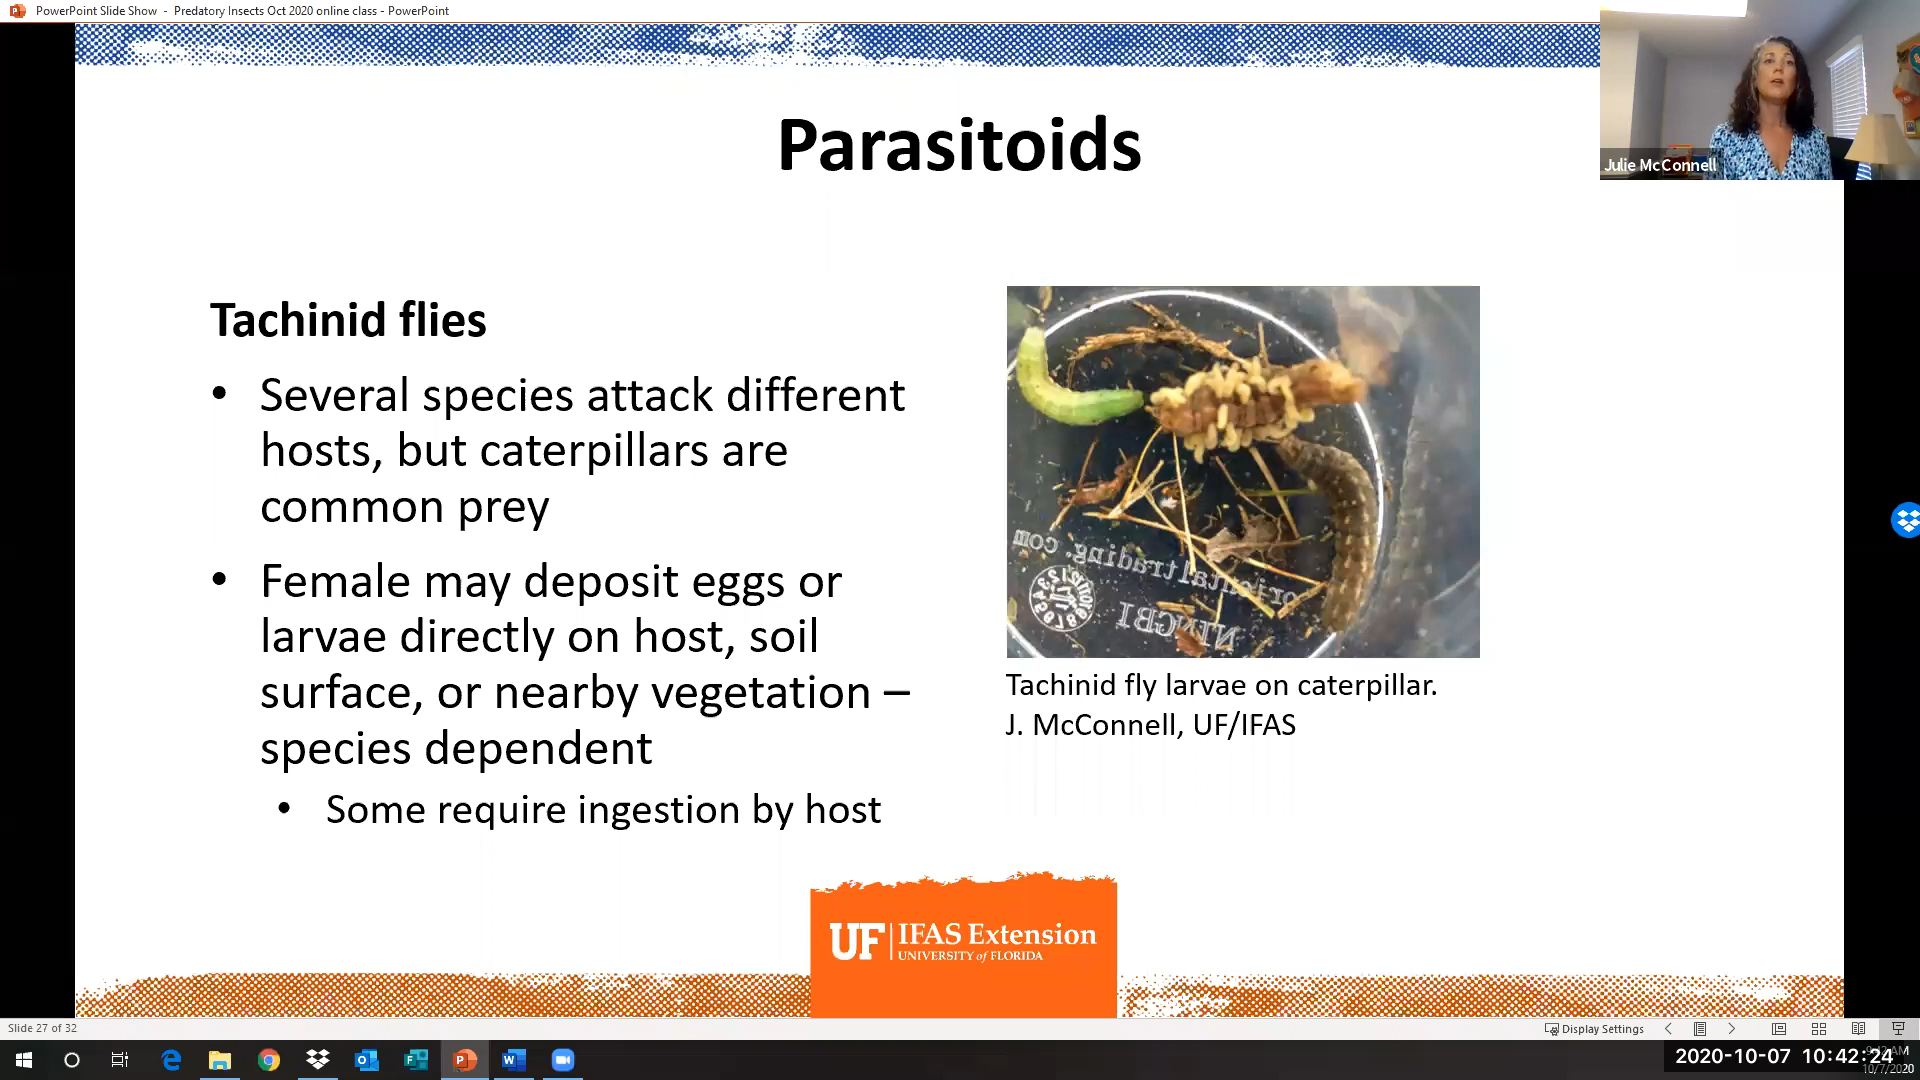 PowerPoint Slide Show - Predatory Insects Oct 2020 online class - PowerPoint
Julie McConnell
Parasitoids
Tachinid flies
• Several species attack different
hosts, but caterpillars are
common prey
• Female may deposit eggs or
larvae directly on host, soil
surface, or nearby vegetation –
species dependent
• Some require ingestion by host
orientaltrading.com
NINGBI
Tachinid fly larvae on caterpillar.
J. McConnell, UF/IFAS
UF IFAS Extension
UNIVERSITY of FLORIDA
Slide 27 of 32
Display Settings
2020-10-07 10:42:24
10/7/2020